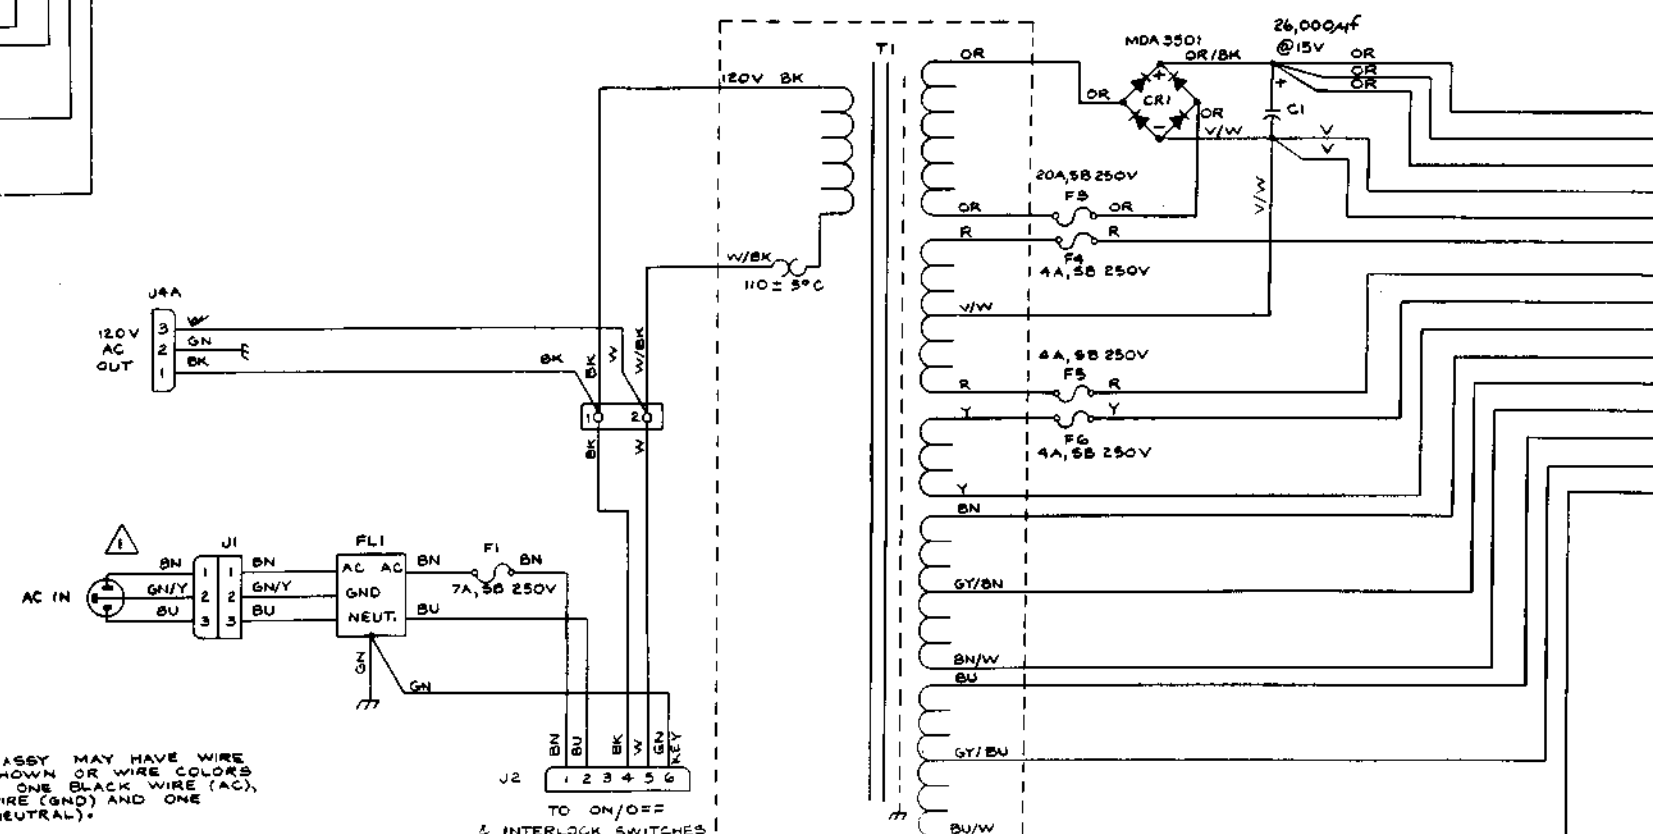 26,000µf
@15V
T1
MDA3501
OR
OR/BK
OR
OR
OR
120V BK
OR
CR1
+
+
C1
OR
-
V/W
V
V
20A, SB 250V
F3
V/W
OR
OR
R
R
F4
4A, SB 250V
W/BK
110 ± 5°C
J4A
V/W
120V
AC
OUT
3
W
2
GN
1
BK
BK
BK
W
W/BK
4A, SB 250V
F5
R
R
1
2
Y
Y
F6
4A, SB 250V
BK
W
Y
BN
1
J1
FL1
F1
BN
BN
AC AC
BN
BN
1
1
AC IN
GN/Y
2
2
GN/Y
GND
7A, SB 250V
GY/BN
BU
3
3
BU
NEUT.
BU
GN
GN
BN/W
BU
BN
BU
BK
W
GN
KEY
GY/BU
J2
1 2 3 4 5 6
TO ON/OFF
& INTERLOCK SWITCHES
BU/W
ASSY MAY HAVE WIRE
HOWN OR WIRE COLORS
ONE BLACK WIRE (AC),
IRE (GND) AND ONE
EUTRAL).